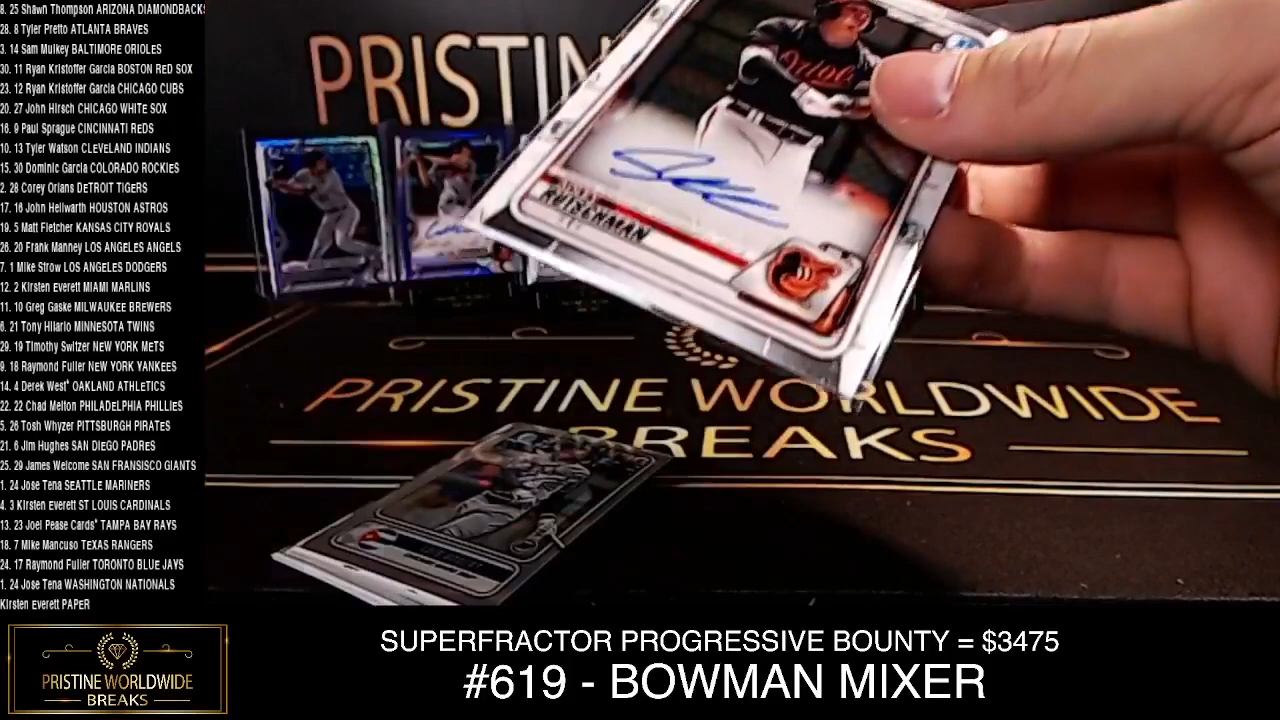 8. 25 Shawn Thompson ARIZONA DIAMONDBACKS
28. 8 Tyler Pretto ATLANTA BRAVES
3. 14 Sam Mulkey BALTIMORE ORIOLES
30. 11 Ryan Kristoffer Garcia BOSTON RED SOX
23. 12 Ryan Kristoffer Garcia CHICAGO CUBS
20. 27 John Hirsch CHICAGO WHITE SOX
16. 9 Paul Sprague CINCINNATI REDS
10. 13 Tyler Watson CLEVELAND INDIANS
15. 30 Dominic Garcia COLORADO ROCKIES
2. 28 Corey Orians DETROIT TIGERS
17. 16 John Hellwarth HOUSTON ASTROS
19. 5 Matt Fletcher KANSAS CITY ROYALS
26. 20 Frank Manney LOS ANGELES ANGELS
7. 1 Mike Strow LOS ANGELES DODGERS
12. 2 Kirsten Everett MIAMI MARLINS
11. 10 Greg Gaske MILWAUKEE BREWERS
6. 21 Tony Hilario MINNESOTA TWINS
29. 19 Timothy Switzer NEW YORK METS
9. 18 Raymond Fuller NEW YORK YANKEES
14. 4 Derek West* OAKLAND ATHLETICS
22. 22 Chad Melton PHILADELPHIA PHILLIES
5. 26 Tosh Whyzer PITTSBURGH PIRATES
21. 6 Jim Hughes SAN DIEGO PADRES
25. 29 James Welcome SAN FRANSISCO GIANTS
1. 24 Jose Tena SEATTLE MARINERS
4. 3 Kirsten Everett ST LOUIS CARDINALS
13. 23 Joel Pease Cards* TAMPA BAY RAYS
18. 7 Mike Mancuso TEXAS RANGERS
24. 17 Raymond Fuller TORONTO BLUE JAYS
1. 24 Jose Tena WASHINGTON NATIONALS
Kirsten Everett PAPER
PRISTIN
Orioles
RUTSCHMAN
PRISTINE WORLDWIDE
BREAKS
PRISTINE WORLDWIDE
BREAKS
SUPERFRACTOR PROGRESSIVE BOUNTY = $3475
#619 - BOWMAN MIXER